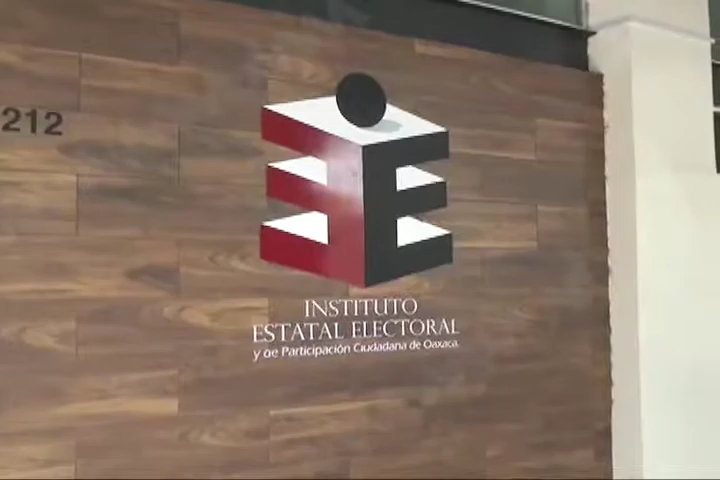 212
INSTITUTO
ESTATAL ELECTORAL
y de Participación Ciudadana de Oaxaca.